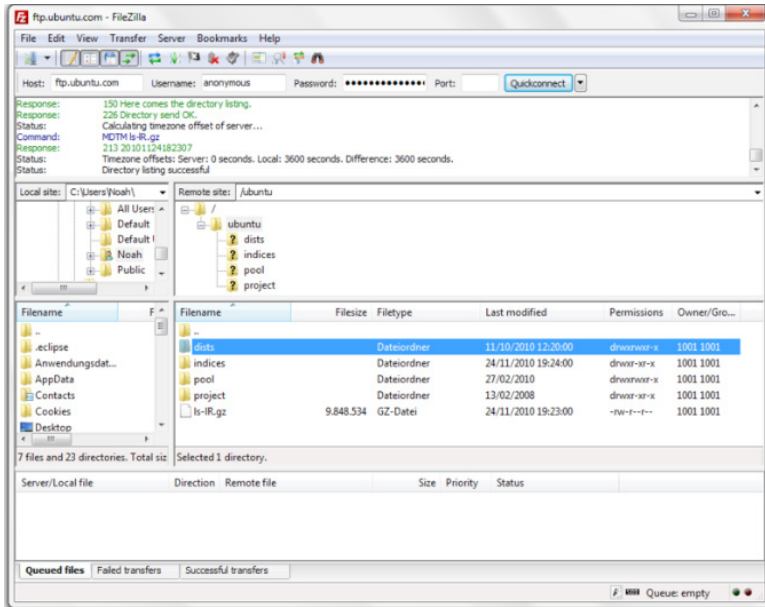 ftp.ubuntu.com - FileZilla
File Edit View Transfer Server Bookmarks Help
Host: ftp.ubuntu.com Username: anonymous Password: •••••••••••••• Port: Quickconnect
Response: 150 Here comes the directory listing.
Response: 226 Directory send OK.
Status: Calculating timezone offset of server...
Command: MDTM ls-lR.gz
Response: 213 20101124182307
Status: Timezone offsets: Server: 0 seconds. Local: 3600 seconds. Difference: 3600 seconds.
Status: Directory listing successful
Local site: C:\Users\Noah\
All Users
Default
Default
Noah
Public
Remote site: /ubuntu
/
ubuntu
dists
indices
pool
project
Filename F
..
.eclipse
Anwendungsdat...
AppData
Contacts
Cookies
Desktop
7 files and 23 directories. Total siz
Filename Filesize Filetype Last modified Permissions Owner/Gro...
..
dists Dateiordner 11/10/2010 12:20:00 drwxrwxr-x 1001 1001
indices Dateiordner 24/11/2010 19:24:00 drwxr-xr-x 1001 1001
pool Dateiordner 27/02/2010 drwxrwxr-x 1001 1001
project Dateiordner 13/02/2008 drwxr-xr-x 1001 1001
ls-lR.gz 9.848.534 GZ-Datei 24/11/2010 19:23:00 -rw-r--r-- 1001 1001
Selected 1 directory.
Server/Local file Direction Remote file Size Priority Status
Queued files Failed transfers Successful transfers
Queue: empty